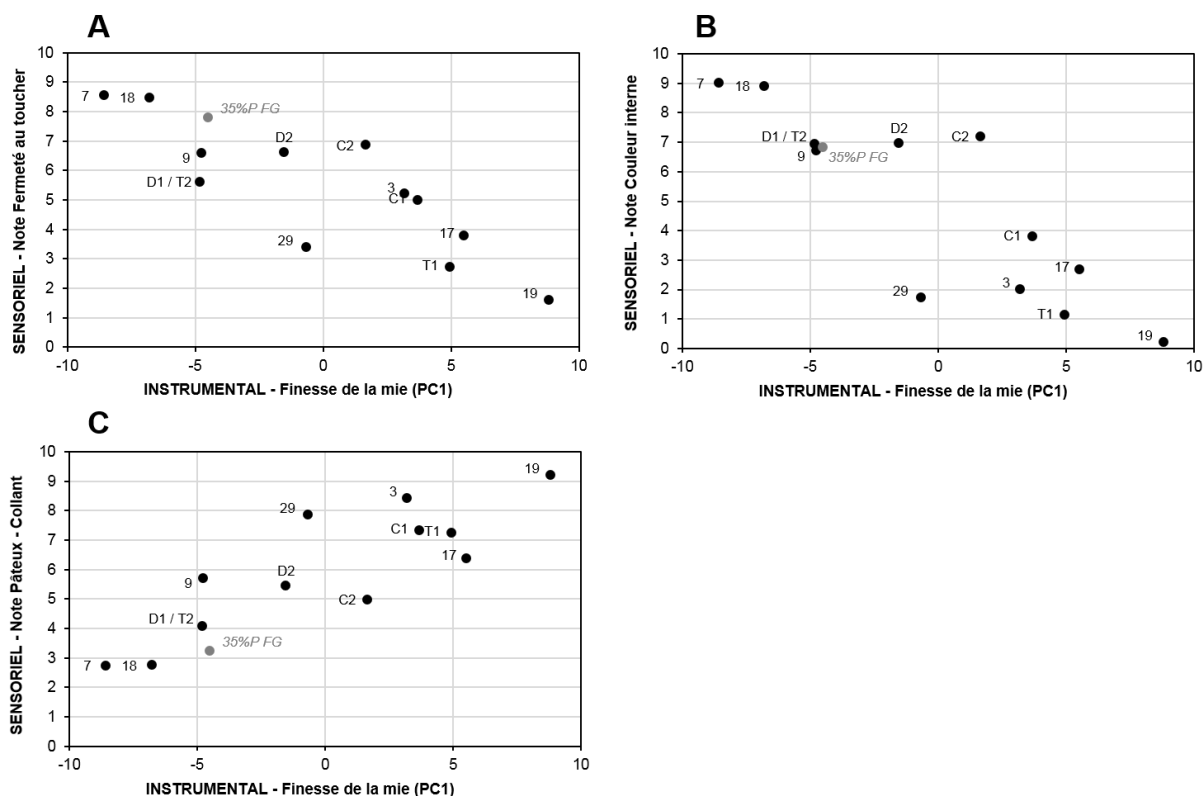 A
SENSORIEL - Note Fermeté au toucher
10
9
8
7
6
5
4
3
2
1
0
7
18
35%P FG
9
D2
C2
D1 / T2
3
C1
29
17
T1
19
-10
-5
0
5
10
INSTRUMENTAL - Finesse de la mie (PC1)
B
SENSORIEL - Note Couleur interne
10
9
8
7
6
5
4
3
2
1
0
7
18
D1 / T2
D2
C2
9
35%P FG
C1
17
29
3
T1
19
-10
-5
0
5
10
INSTRUMENTAL - Finesse de la mie (PC1)
C
SENSORIEL - Note Pâteux - Collant
10
9
8
7
6
5
4
3
2
1
0
19
3
29
C1
T1
17
9
D2
C2
D1 / T2
35%P FG
7
18
-10
-5
0
5
10
INSTRUMENTAL - Finesse de la mie (PC1)